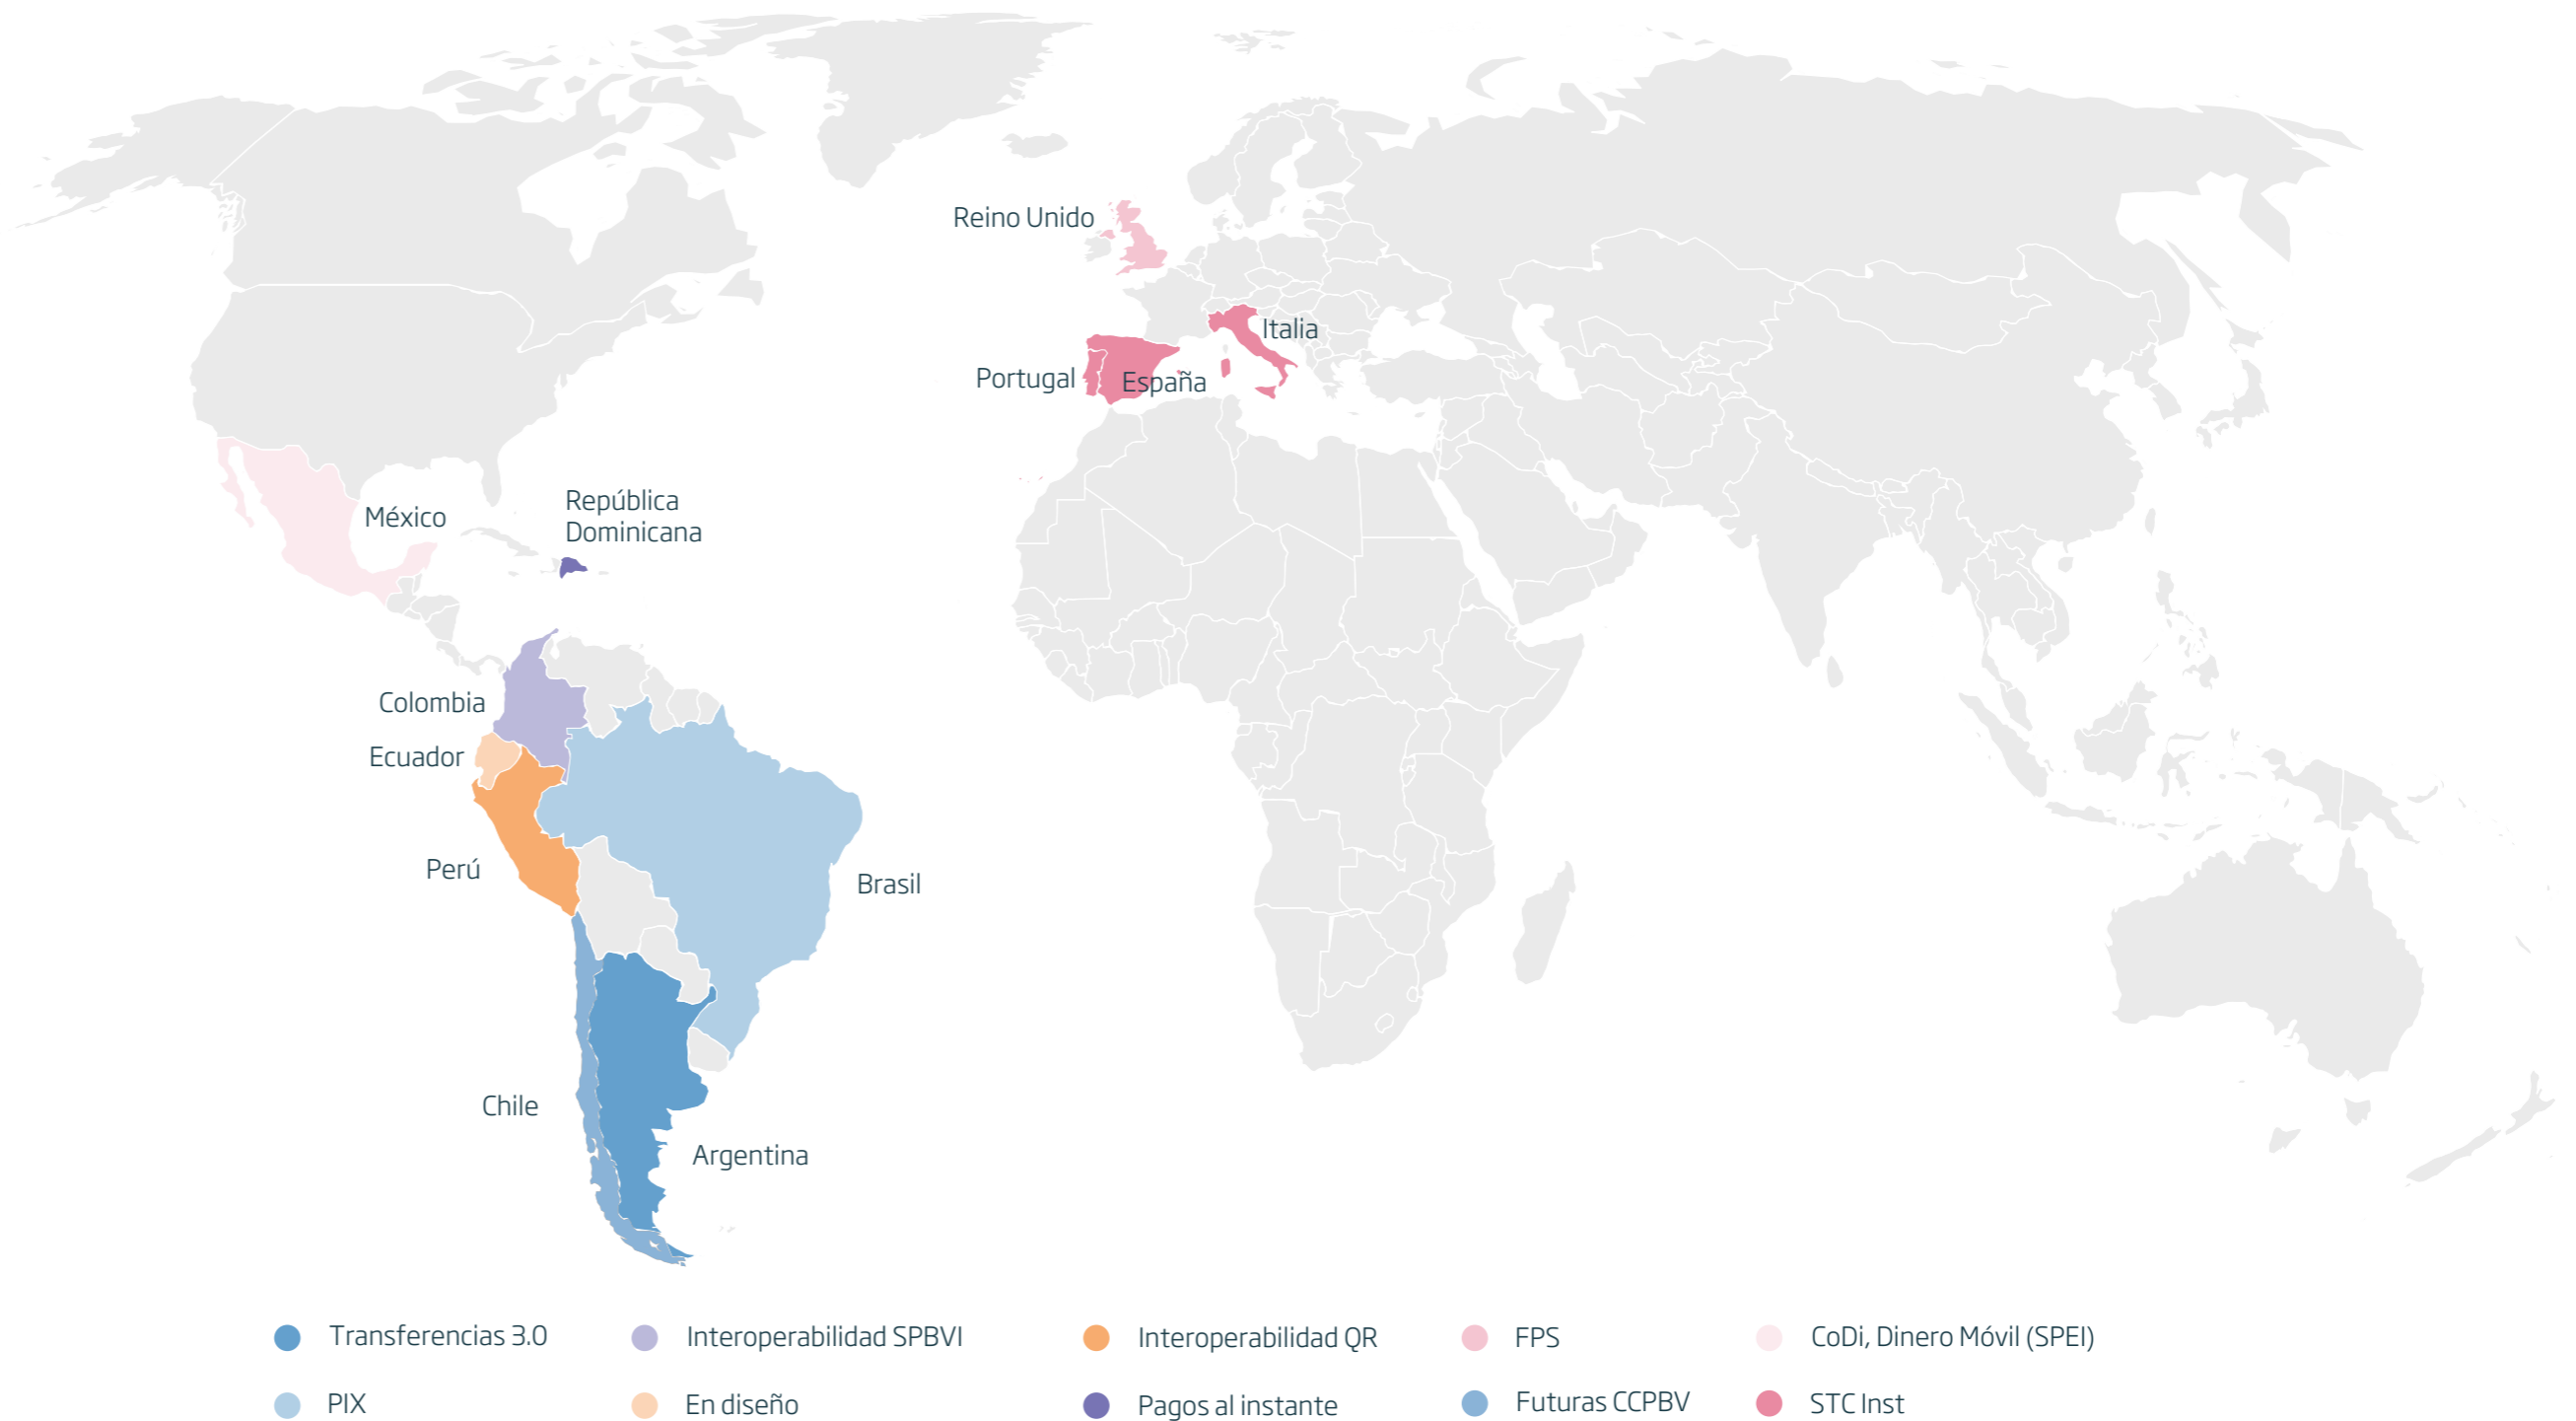 Reino Unido
Italia
Portugal
España
República
Dominicana
México
Colombia
Ecuador
Perú
Brasil
Chile
Argentina
Transferencias 3.0
Interoperabilidad SPBVI
Interoperabilidad QR
FPS
CoDi, Dinero Móvil (SPEI)
PIX
En diseño
Pagos al instante
Futuras CCPBV
STC Inst